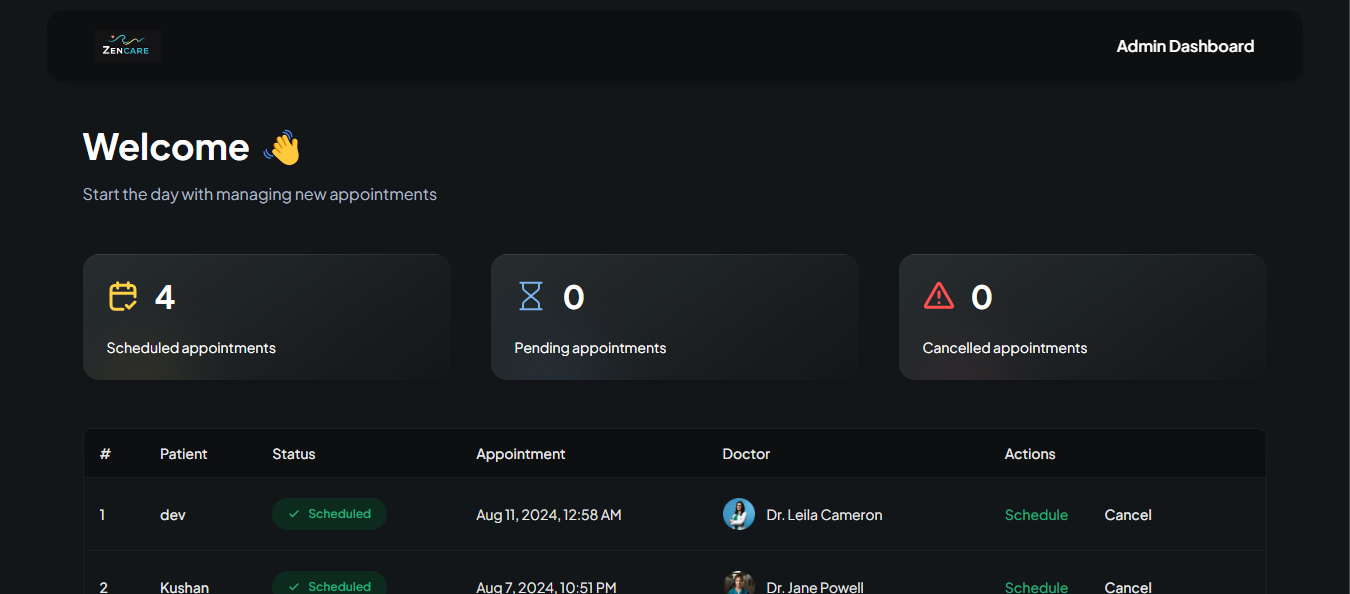 ZENCARE
Admin Dashboard
Welcome 👋
Start the day with managing new appointments
4
Scheduled appointments
0
Pending appointments
0
Cancelled appointments
# Patient Status Appointment Doctor Actions
1 dev Scheduled Aug 11, 2024, 12:58 AM Dr. Leila Cameron Schedule Cancel
2 Kushan Scheduled Aug 7, 2024, 10:51 PM Dr. Jane Powell Schedule Cancel